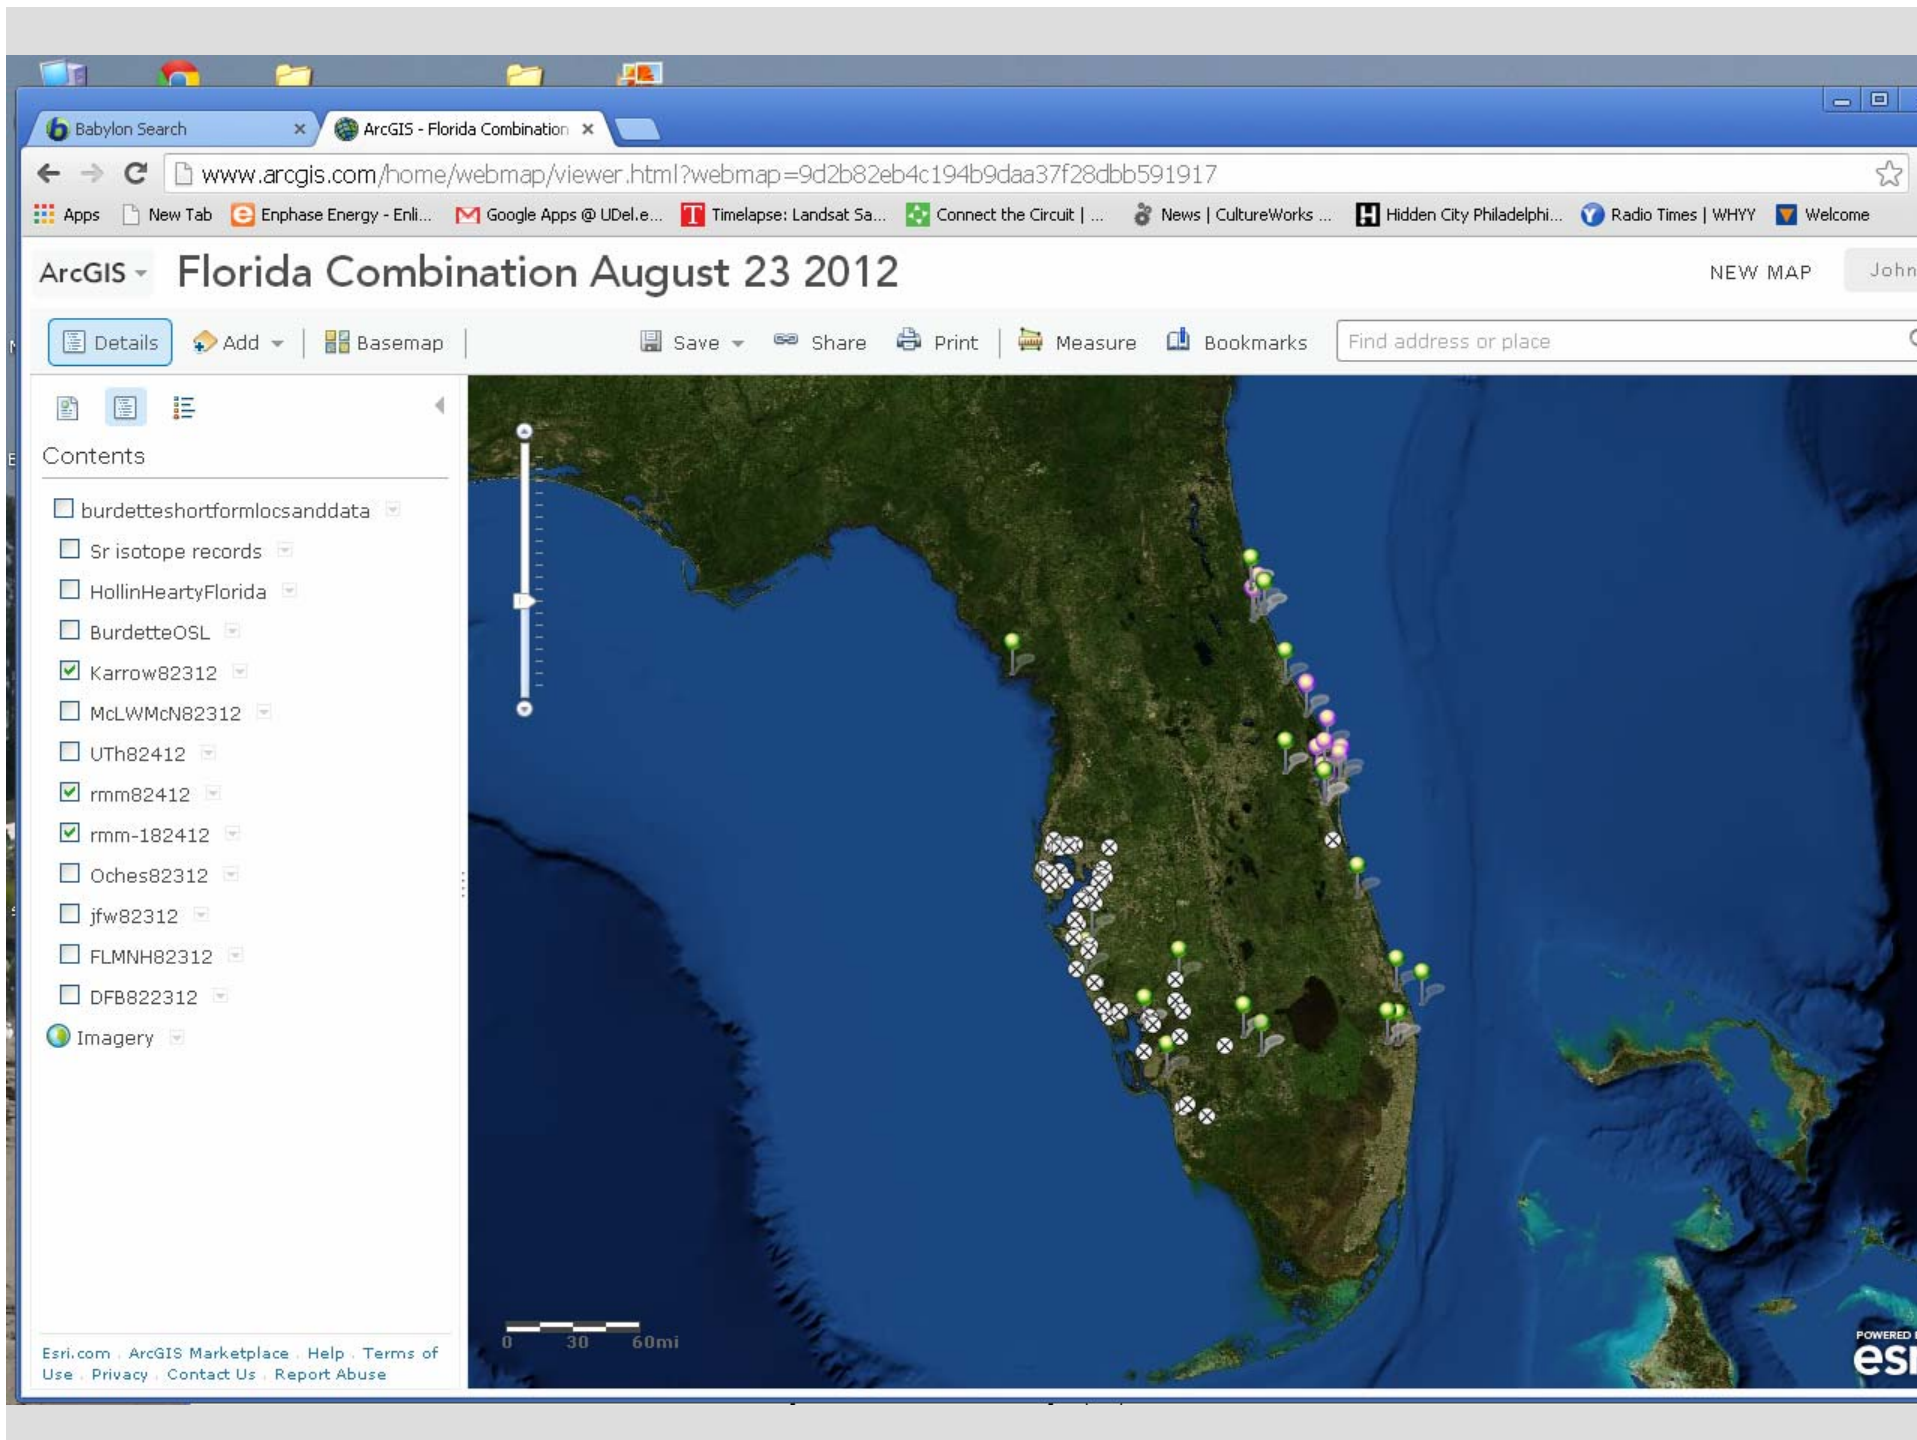 Babylon Search
ArcGIS - Florida Combination
www.arcgis.com/home/webmap/viewer.html?webmap=9d2b82eb4c194b9daa37f28dbb591917
Apps New Tab Enphase Energy - Enli... Google Apps @ UDel.e... Timelapse: Landsat Sa... Connect the Circuit | ... News | CultureWorks ... Hidden City Philadelphi... Radio Times | WHYY Welcome
ArcGIS Florida Combination August 23 2012 NEW MAP John
Details Add Basemap Save Share Print Measure Bookmarks Find address or place
Contents
burdetteshortformlocsanddata
Sr isotope records
HollinHeartyFlorida
BurdetteOSL
Karrow82312
McLWMcN82312
UTh82412
rmm82412
rmm-182412
Oches82312
jfw82312
FLMNH82312
DFB822312
Imagery
0 30 60mi
POWERED
esri
Esri.com . ArcGIS Marketplace . Help . Terms of
Use . Privacy . Contact Us . Report Abuse